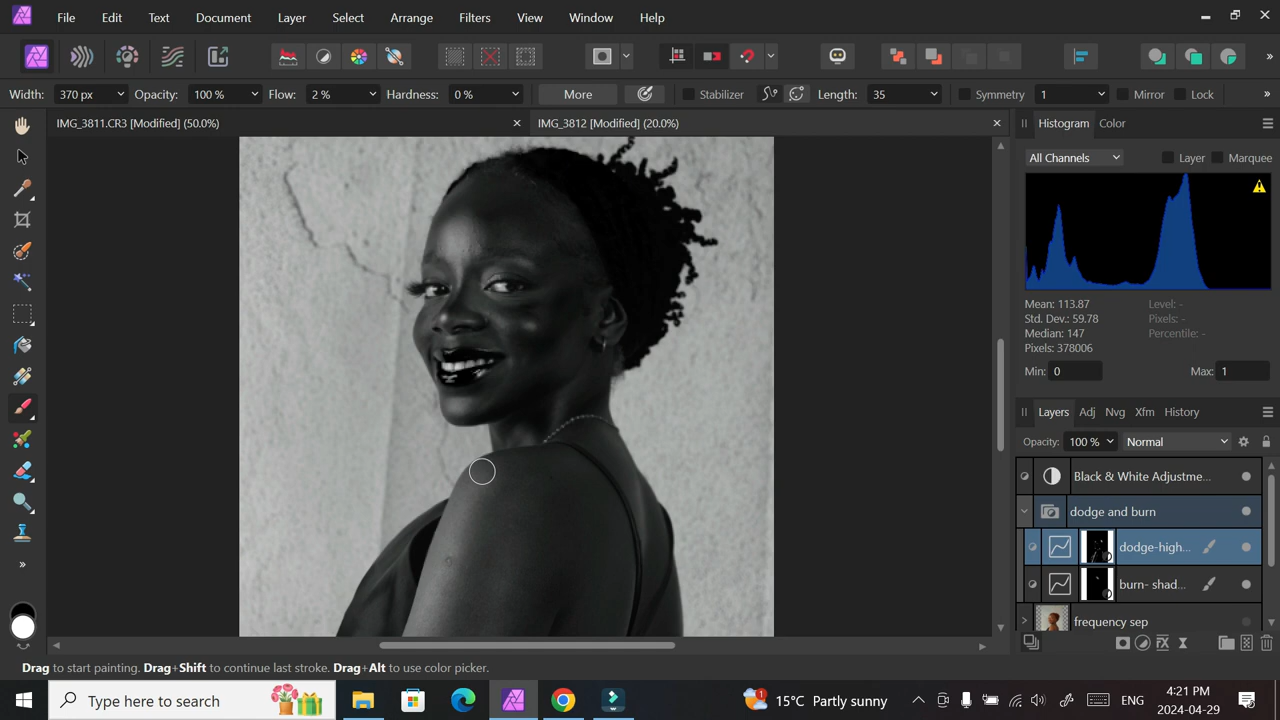 File Edit Text Document Layer Select Arrange Filters View Window Help
Width: 370 px Opacity: 100 % Flow: 2 % Hardness: 0 % More Stabilizer Length: 35 Symmetry 1 Mirror Lock
IMG_3811.CR3 [Modified] (50.0%) IMG_3812 [Modified] (20.0%)
Histogram Color
All Channels Layer Marquee
Mean: 113.87 Level: -
Std. Dev.: 59.78 Pixels: -
Median: 147 Percentile: -
Pixels: 378006
Min: 0 Max: 1
Layers Adj Nvg Xfm History
Opacity: 100 % Normal
Black & White Adjustme...
dodge and burn
dodge-high...
burn- shad...
frequency sep
Drag to start painting. Drag+Shift to continue last stroke. Drag+Alt to use color picker.
Type here to search
1 15°C Partly sunny ENG 4:21 PM
2024-04-29 1